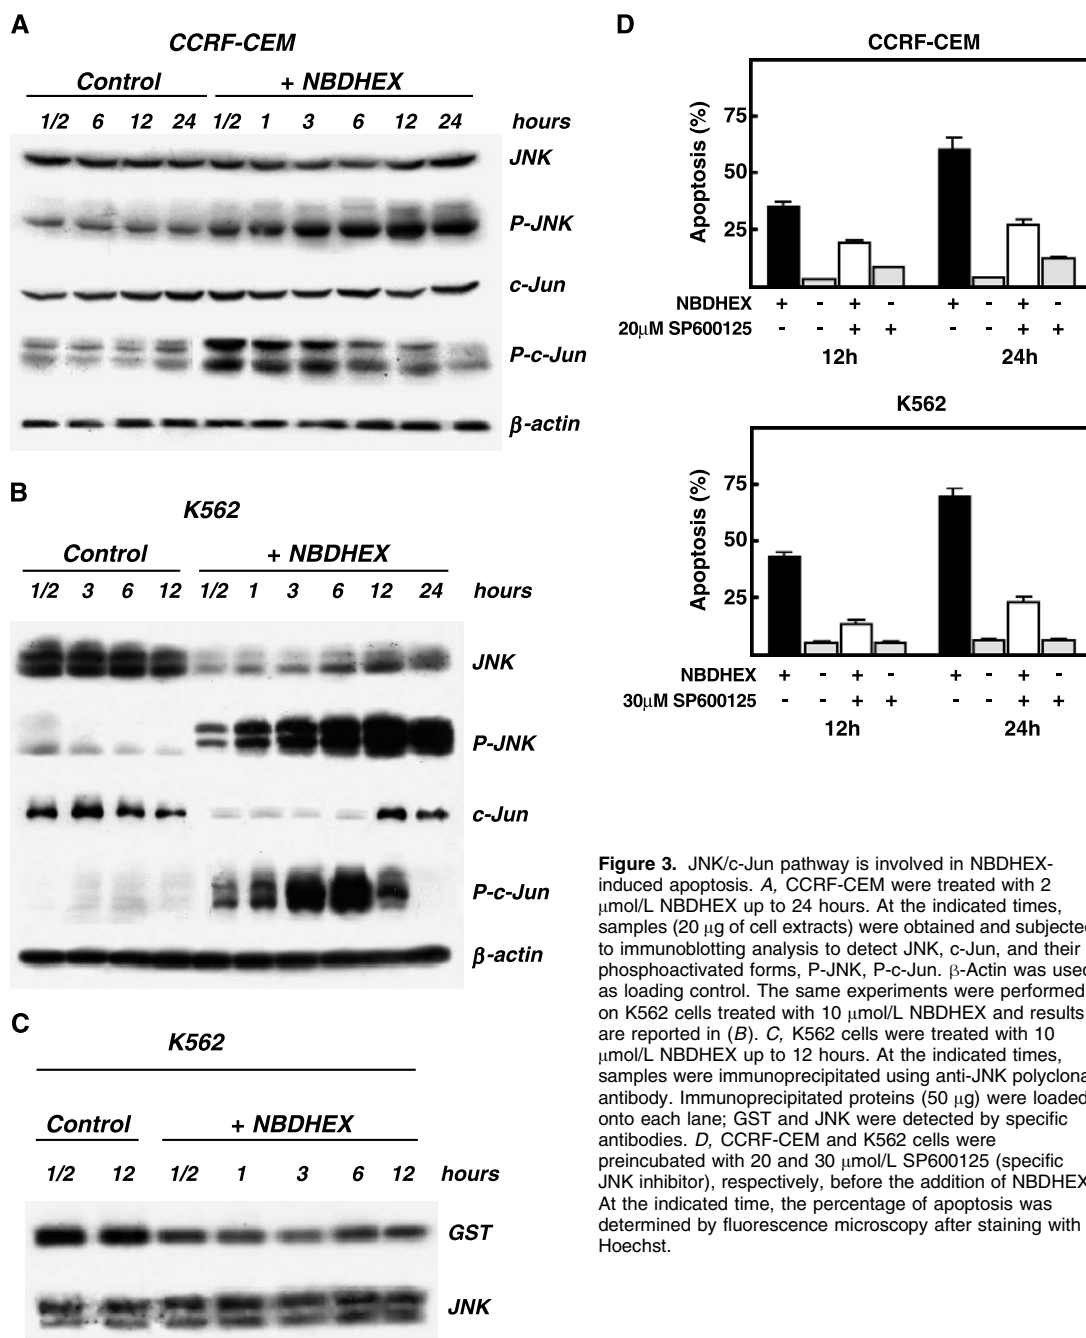 A
CCRF-CEM
Control + NBDHEX
1/2 6 12 24 1/2 1 3 6 12 24 hours
JNK
P-JNK
c-Jun
P-c-Jun
β-actin
B
K562
Control + NBDHEX
1/2 3 6 12 1/2 1 3 6 12 24 hours
JNK
P-JNK
c-Jun
P-c-Jun
β-actin
C
K562
Control + NBDHEX
1/2 12 1/2 1 3 6 12 hours
GST
JNK
D
CCRF-CEM
Apoptosis (%)
75
50
25
NBDHEX + - + - + - + -
20µM SP600125 - - + + - - + +
12h 24h
K562
Apoptosis (%)
75
50
25
NBDHEX + - + - + - + -
30µM SP600125 - - + + - - + +
12h 24h
Figure 3. JNK/c-Jun pathway is involved in NBDHEX-
induced apoptosis. A, CCRF-CEM were treated with 2
µmol/L NBDHEX up to 24 hours. At the indicated times,
samples (20 µg of cell extracts) were obtained and subjected
to immunoblotting analysis to detect JNK, c-Jun, and their
phosphoactivated forms, P-JNK, P-c-Jun. β-Actin was used
as loading control. The same experiments were performed
on K562 cells treated with 10 µmol/L NBDHEX and results
are reported in (B). C, K562 cells were treated with 10
µmol/L NBDHEX up to 12 hours. At the indicated times,
samples were immunoprecipitated using anti-JNK polyclona
antibody. Immunoprecipitated proteins (50 µg) were loaded
onto each lane; GST and JNK were detected by specific
antibodies. D, CCRF-CEM and K562 cells were
preincubated with 20 and 30 µmol/L SP600125 (specific
JNK inhibitor), respectively, before the addition of NBDHEX
At the indicated time, the percentage of apoptosis was
determined by fluorescence microscopy after staining with
Hoechst.